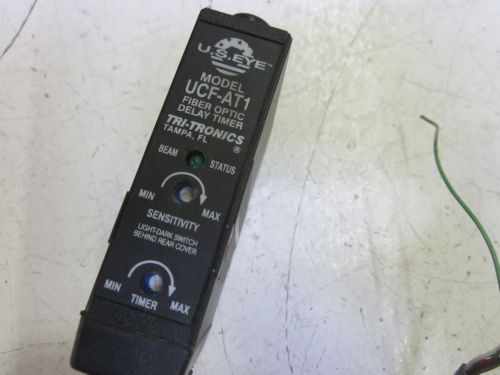 U.S.EYE™
MODEL
UCF-AT1
FIBER OPTIC
DELAY TIMER
TRI-TRONICS ®
TAMPA, FL
BEAM STATUS
MIN MAX
SENSITIVITY
LIGHT-DARK SWITCH
BEHIND REAR COVER
MIN TIMER MAX